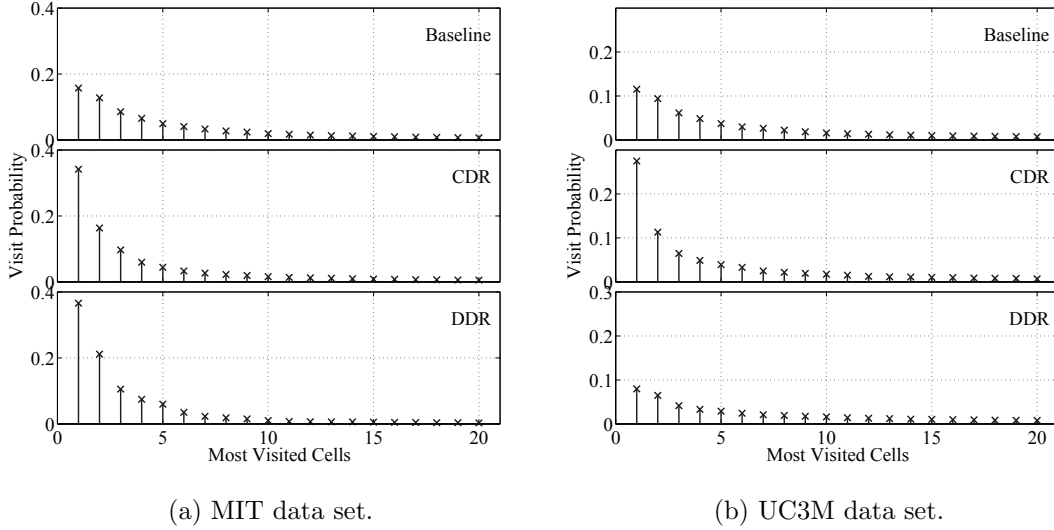 0.4
0.2
0
Baseline
0.4
0.2
0
CDR
0.4
0.2
0
DDR
0 5 10 15 20
Visit Probability
Most Visited Cells
(a) MIT data set.
0.2
0.1
0
Baseline
0.2
0.1
0
CDR
0.3
0.2
0.1
0
DDR
0 5 10 15 20
Visit Probability
Most Visited Cells
(b) UC3M data set.